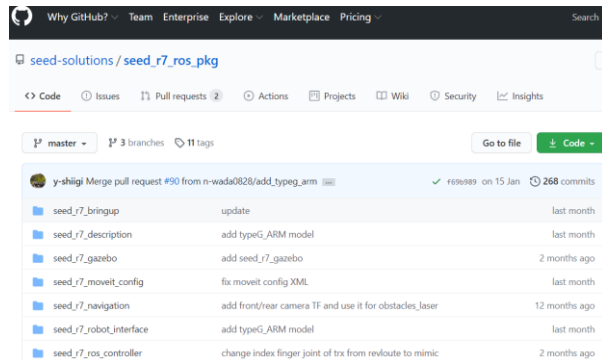 Why GitHub? Team Enterprise Explore Marketplace Pricing Search
seed-solutions / seed_r7_ros_pkg
<> Code Issues Pull requests 2 Actions Projects Wiki Security Insights
master 3 branches 11 tags Go to file Code
y-shiigi Merge pull request #90 from n-wada0828/add_typeg_arm ... f696989 on 15 Jan 268 commits
seed_r7_bringup update last month
seed_r7_description add typeG_ARM model last month
seed_r7_gazebo add seed_r7_gazebo 2 months ago
seed_r7_moveit_config fix moveit config XML last month
seed_r7_navigation add front/rear camera TF and use it for obstacles_laser 12 months ago
seed_r7_robot_interface add typeG_ARM model last month
seed_r7_ros_controller change index finger joint of trx from revloute to mimic 2 months ago